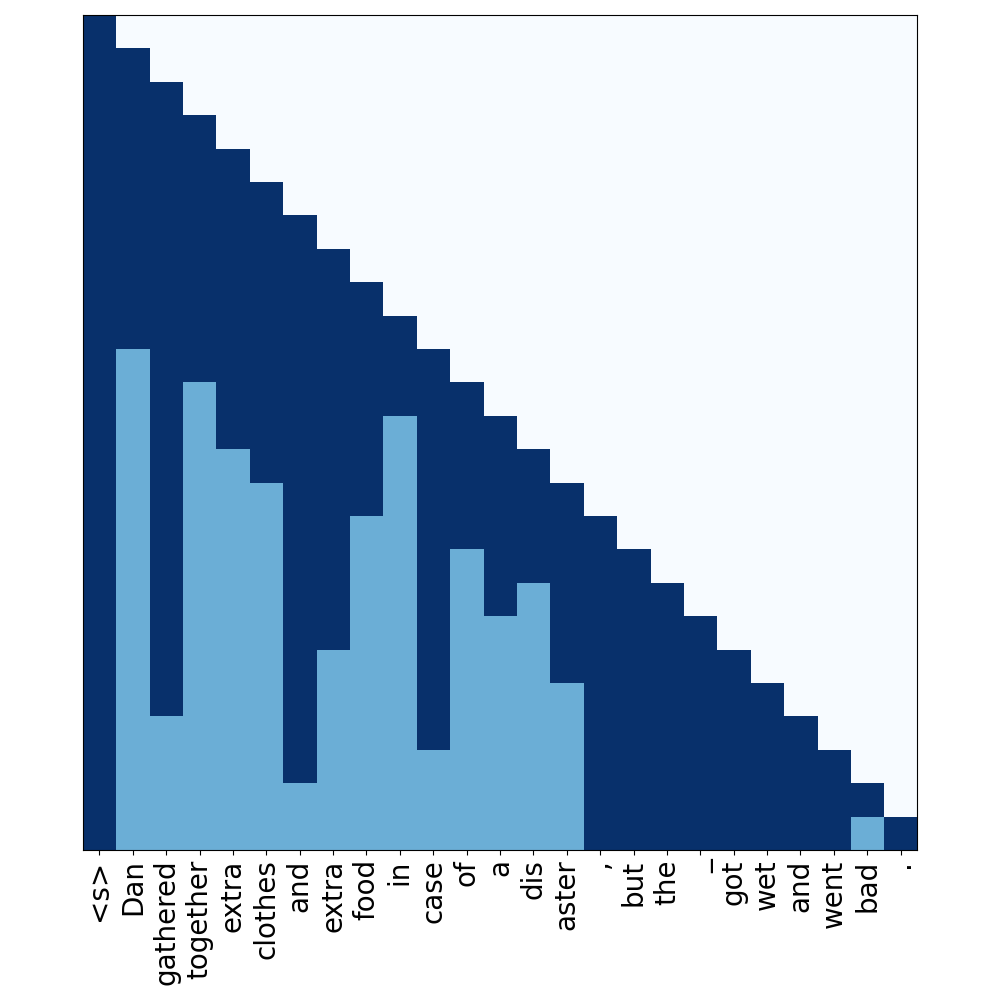 <s>
Dan
gathered
together
extra
clothes
and
extra
food
in
case
of
a
dis
aster
,
but
the
_
got
wet
and
went
bad
.